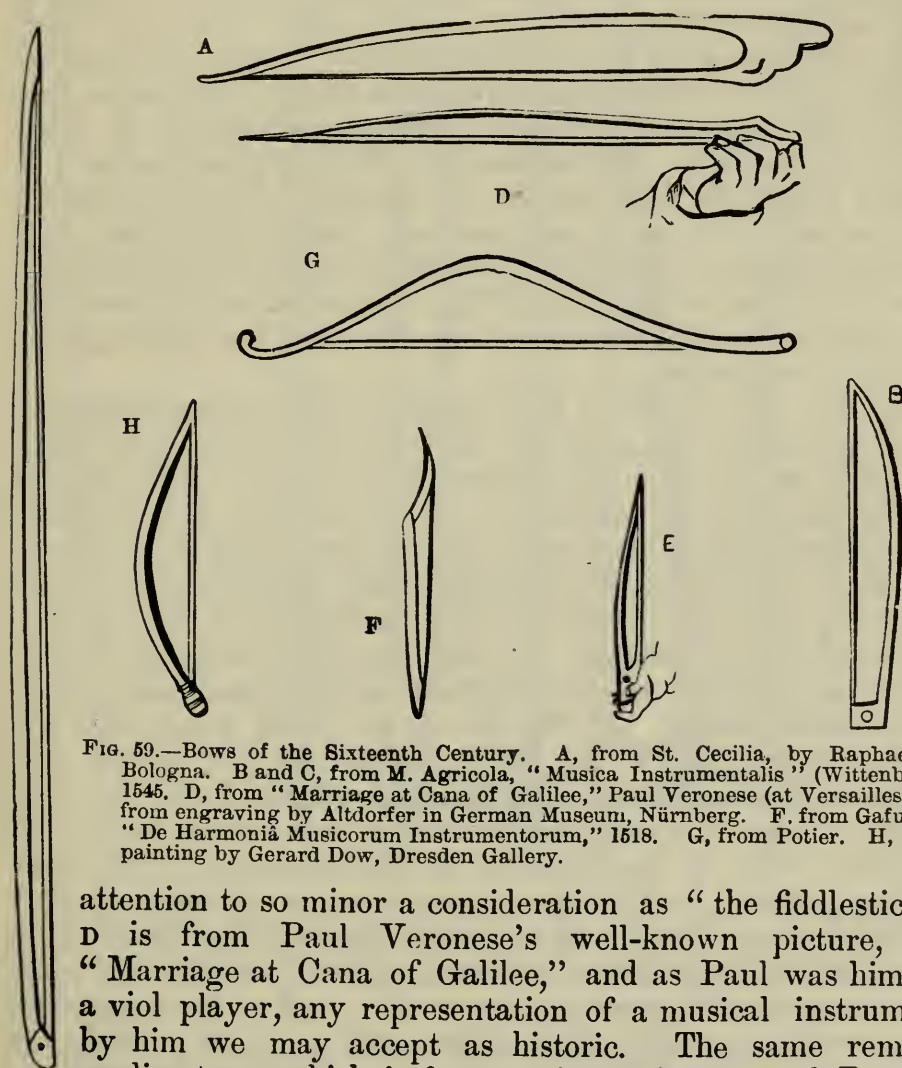 A
D
G
H
B
E
F
FIG. 59.—Bows of the Sixteenth Century. A, from St. Cecilia, by Raphae
Bologna. B and C, from M. Agricola, “ Musica Instrumentalis ” (Wittenb
1545. D, from “ Marriage at Cana of Galilee,” Paul Veronese (at Versailles
from engraving by Altdorfer in German Museum, Nürnberg. F. from Gafu
“ De Harmoniâ Musicorum Instrumentorum,” 1518. G, from Potier. H,
painting by Gerard Dow, Dresden Gallery.
attention to so minor a consideration as “ the fiddlestic
D is from Paul Veronese’s well-known picture,
“ Marriage at Cana of Galilee,” and as Paul was him
a viol player, any representation of a musical instrum
by him we may accept as historic. The same rem